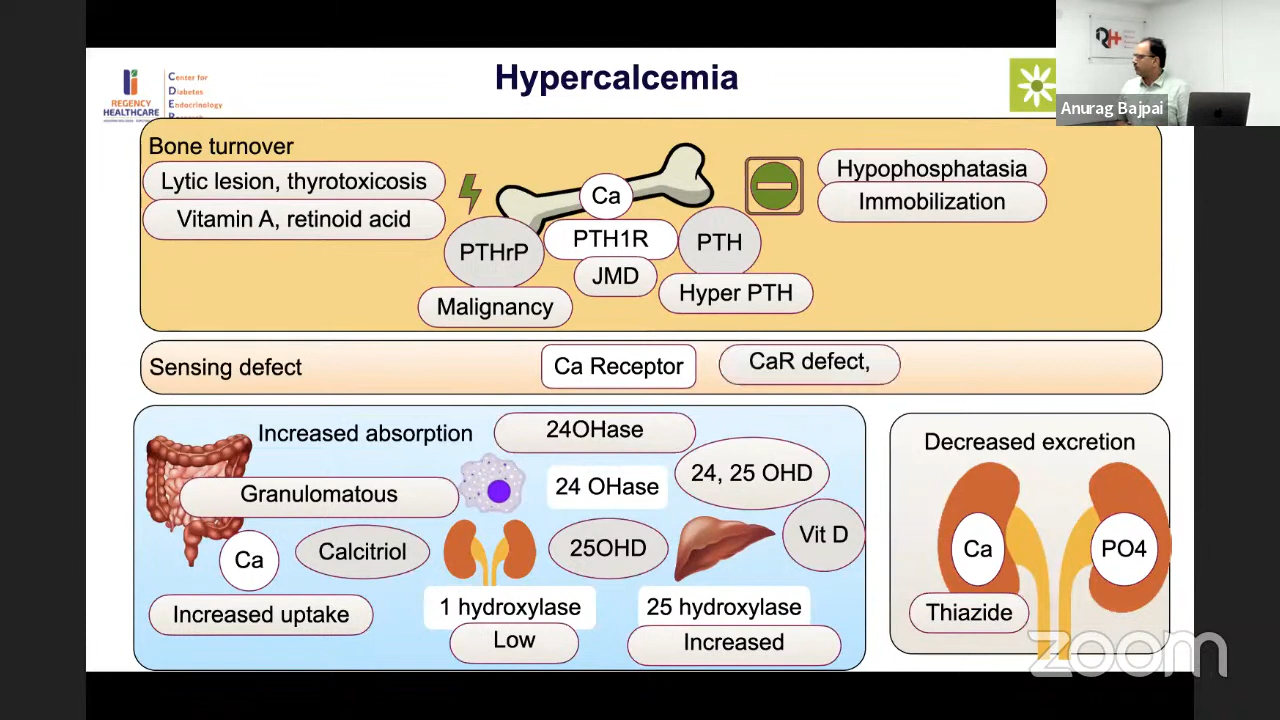 Hypercalcemia
REGENCY
HEALTHCARE
Center for
Diabetes
Endocrinology
Anurag Bajpai
Bone turnover
Lytic lesion, thyrotoxicosis
Vitamin A, retinoid acid
Ca
PTHrP
PTH1R
PTH
JMD
Malignancy
Hyper PTH
Hypophosphatasia
Immobilization
Sensing defect
Ca Receptor
CaR defect,
Increased absorption
24OHase
Granulomatous
24 OHase
24, 25 OHD
Ca
Calcitriol
25OHD
Vit D
Increased uptake
1 hydroxylase
Low
25 hydroxylase
Increased
Decreased excretion
Ca
PO4
Thiazide
zoom